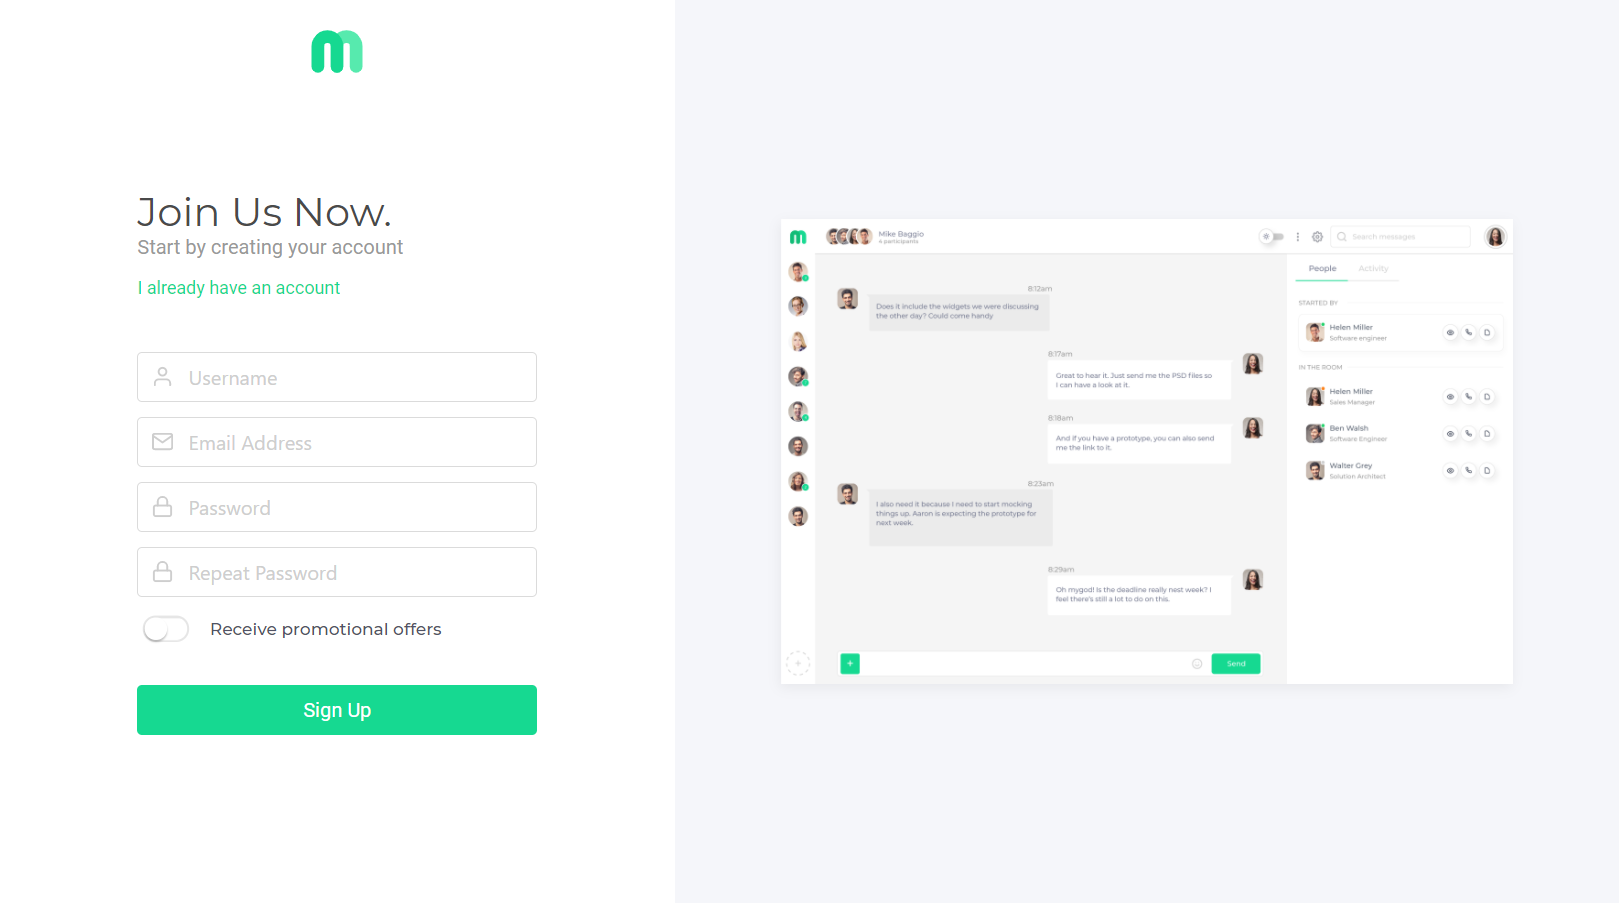 Join Us Now.
Start by creating your account
I already have an account
Username
Email Address
Password
Repeat Password
Receive promotional offers
Sign Up
Mike Baggio
4 participants
Search messages
8:12am
Does it include the widgets we were discussing
the other day? Could come handy
8:17am
Great to hear it. Just send me the PSD files so
I can have a look at it.
8:18am
And if you have a prototype, you can also send
me the link to it.
8:23am
I also need it because I need to start mocking
things up. Aaron is expecting the prototype for
next week.
8:29am
Oh mygod! Is the deadline really nest week? I
feel there's still a lot to do on this.
Send
People
Activity
STARTED BY
Helen Miller
Software engineer
IN THE ROOM
Helen Miller
Sales Manager
Ben Walsh
Software Engineer
Walter Grey
Solution Architect